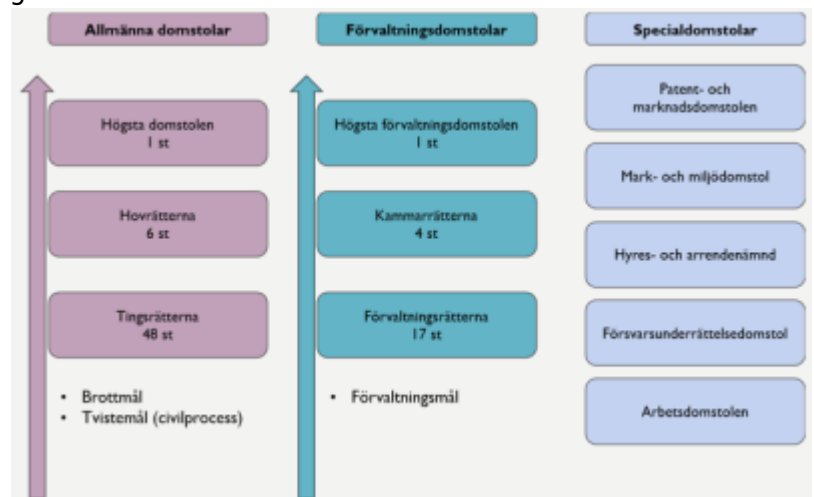 Allmänna domstolar
Högsta domstolen
1 st
Hovrätterna
6 st
Tingsrätterna
48 st
• Brottmål
• Tvistemål (civilprocess)
Förvaltningsdomstolar
Högsta förvaltningsdomstolen
1 st
Kammarrätterna
4 st
Förvaltningsrätterna
17 st
• Förvaltningsmål
Specialdomstolar
Patent- och
marknadsdomstolen
Mark- och miljödomstol
Hyres- och arrendenämnd
Försvarsunderrättelsedomstol
Arbetsdomstolen